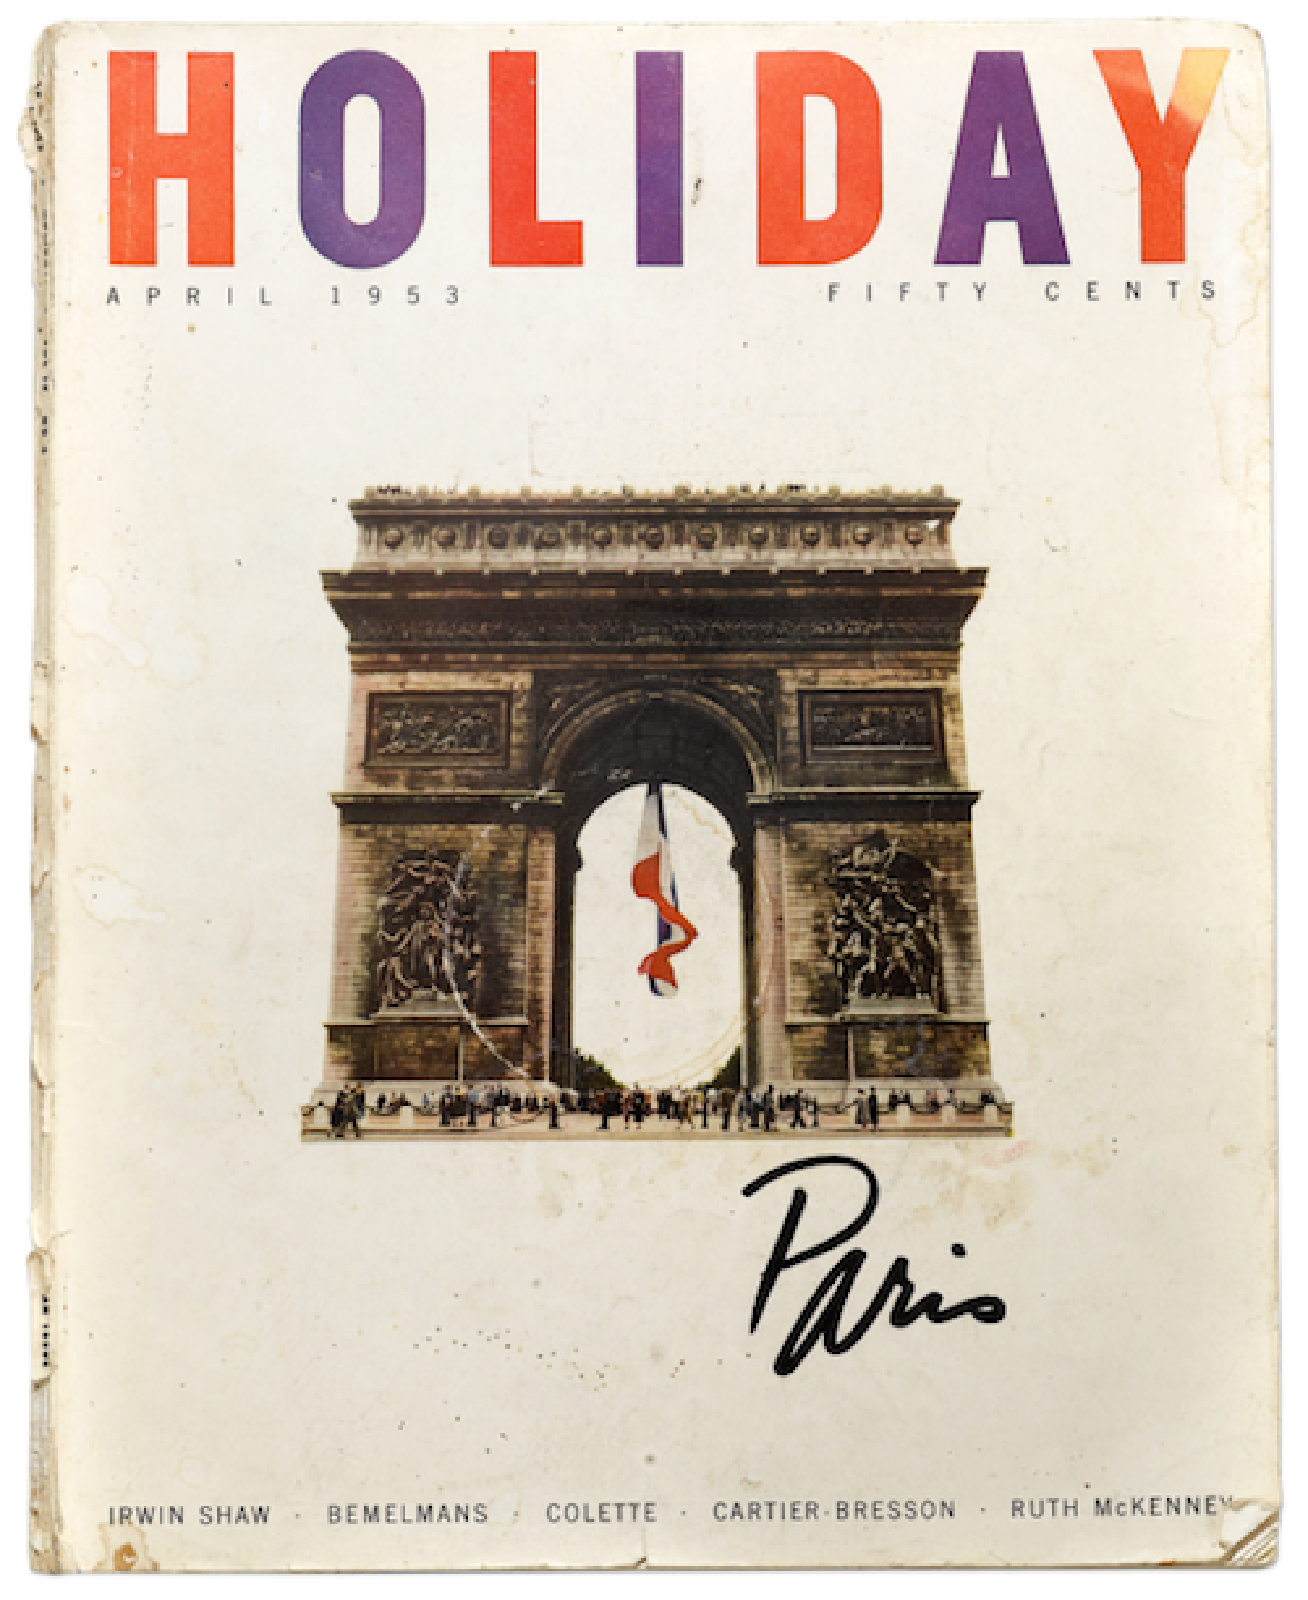 HOLIDAY
APRIL 1953 FIFTY CENTS
Paris
IRWIN SHAW · BEMELMANS · COLETTE · CARTIER-BRESSON · RUTH McKENNEY